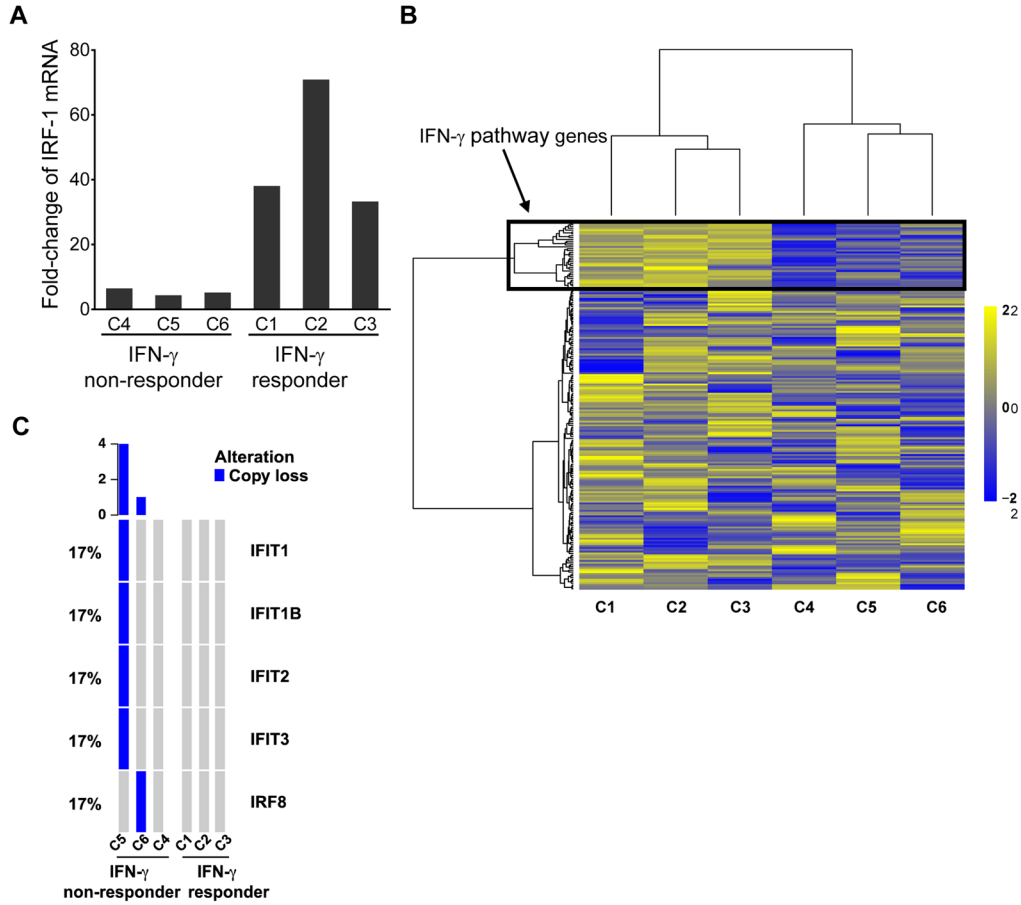 A
Fold-change of IRF-1 mRNA
80
60
40
20
0
C4 C5 C6 C1 C2 C3
IFN-γ
non-responder
IFN-γ
responder
B
IFN-γ pathway genes
22
00
−2
2
C1 C2 C3 C4 C5 C6
C
4
2
0
Alteration
Copy loss
17% IFIT1
17% IFIT1B
17% IFIT2
17% IFIT3
17% IRF8
C5 C6 C4 C1 C2 C3
IFN-γ
non-responder
IFN-γ
responder